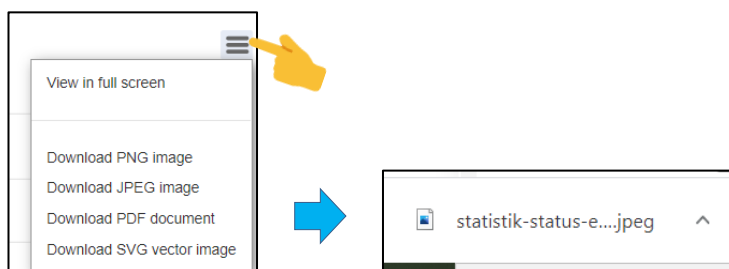 View in full screen
Download PNG image
Download JPEG image
Download PDF document
Download SVG vector image
statistik-status-e....jpeg